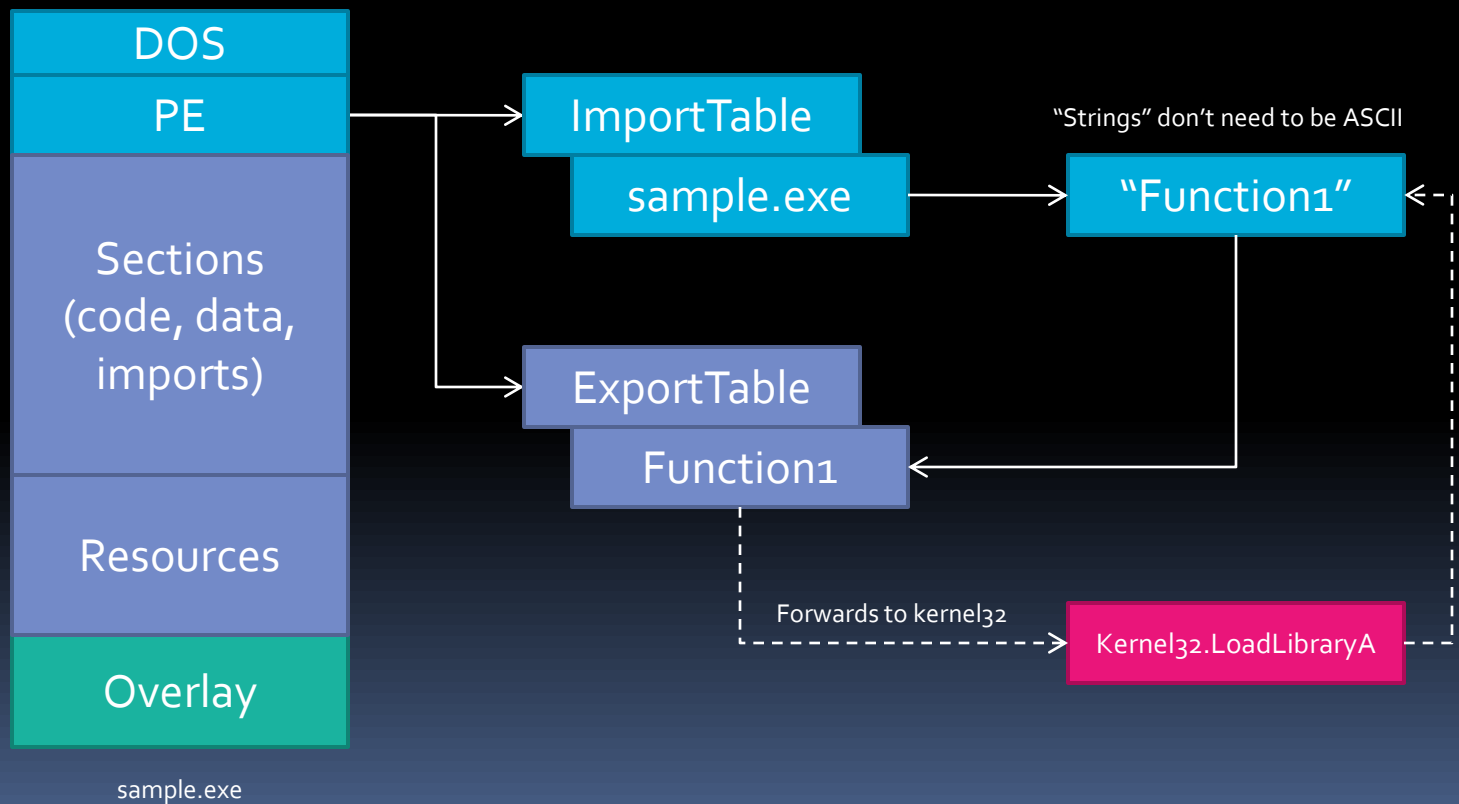 DOS
PE
Sections
(code, data,
imports)
Resources
Overlay
sample.exe
ImportTable
sample.exe
“Strings” don’t need to be ASCII
“Function1”
ExportTable
Function1
Forwards to kernel32
Kernel32.LoadLibraryA